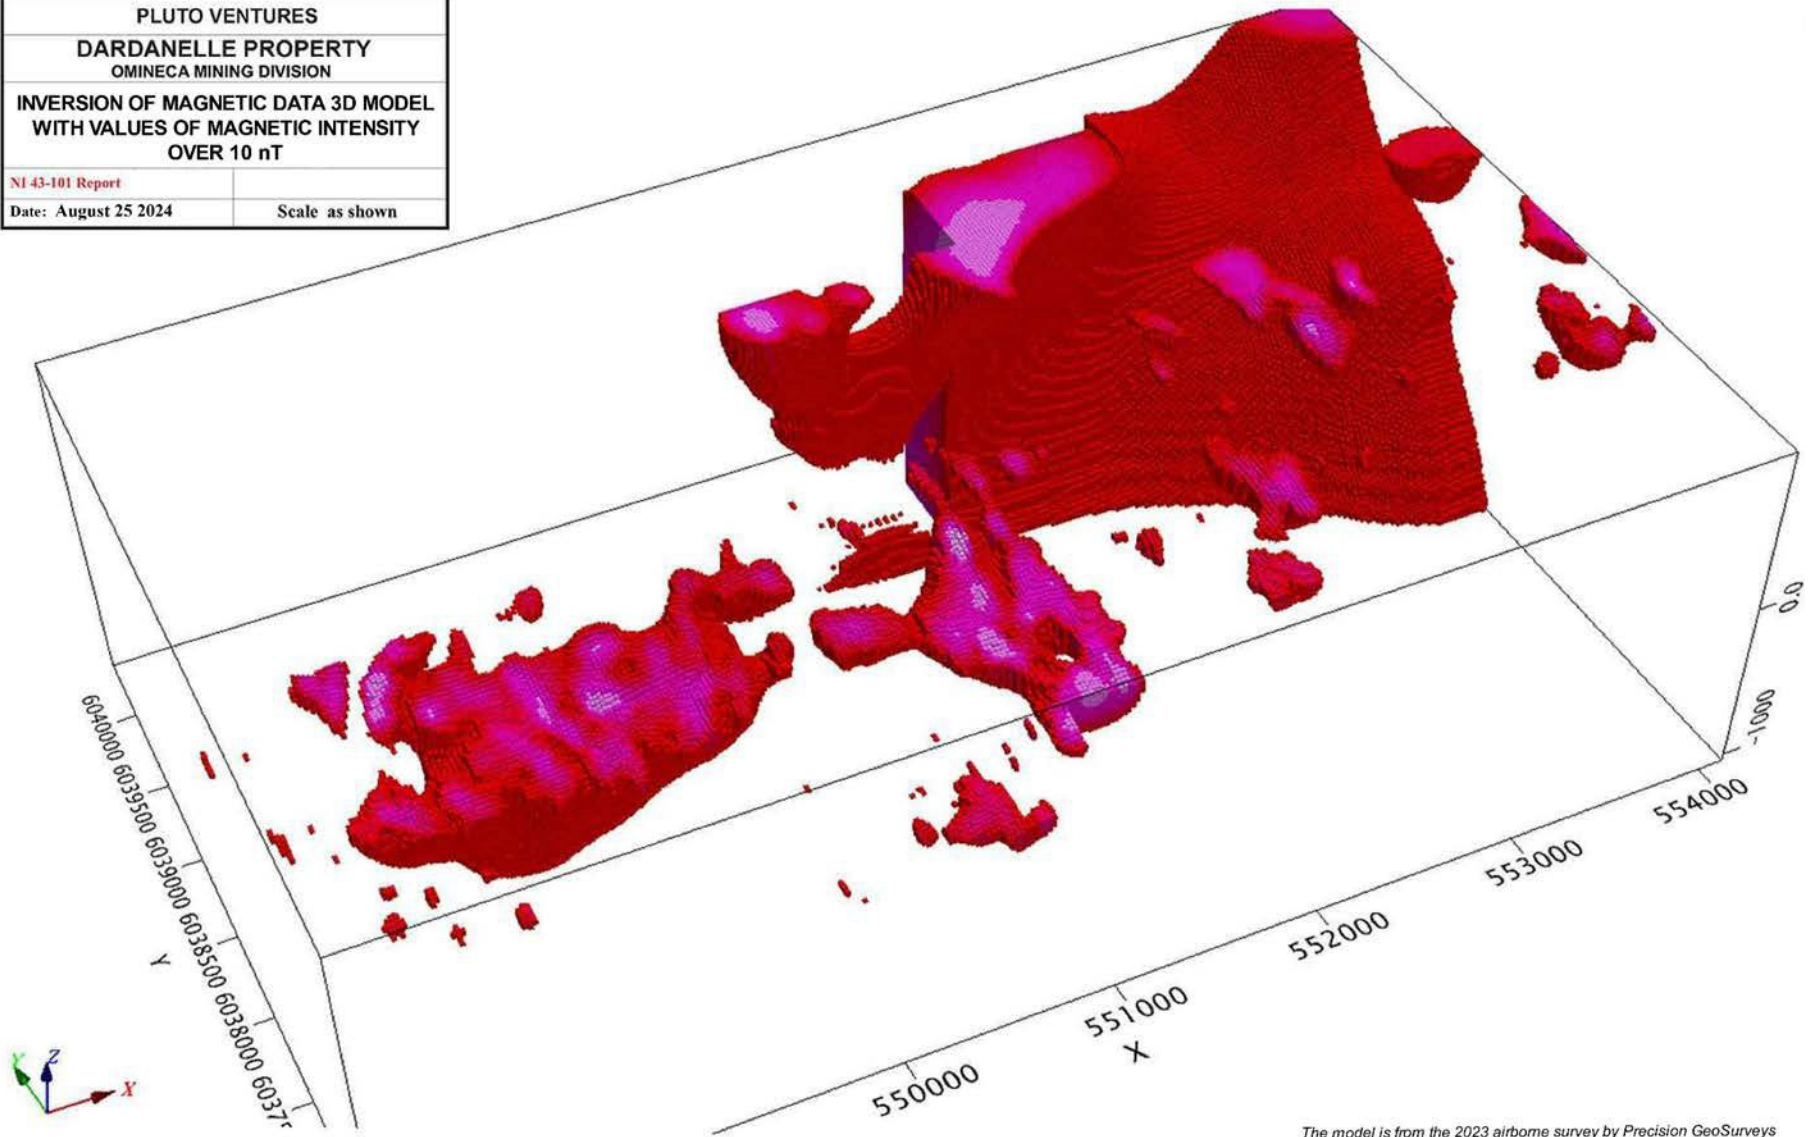 PLUTO VENTURES
DARDANELLE PROPERTY
OMINECA MINING DIVISION
INVERSION OF MAGNETIC DATA 3D MODEL
WITH VALUES OF MAGNETIC INTENSITY
OVER 10 nT
NI 43-101 Report
Date: August 25 2024
Scale as shown
0.0
-1000
6040000 6039500 6039000 6038500 6038000
Y
554000
553000
552000
551000
550000
X
Y
Z
X
The model is from the 2023 airborne survey by Precision GeoSurveys